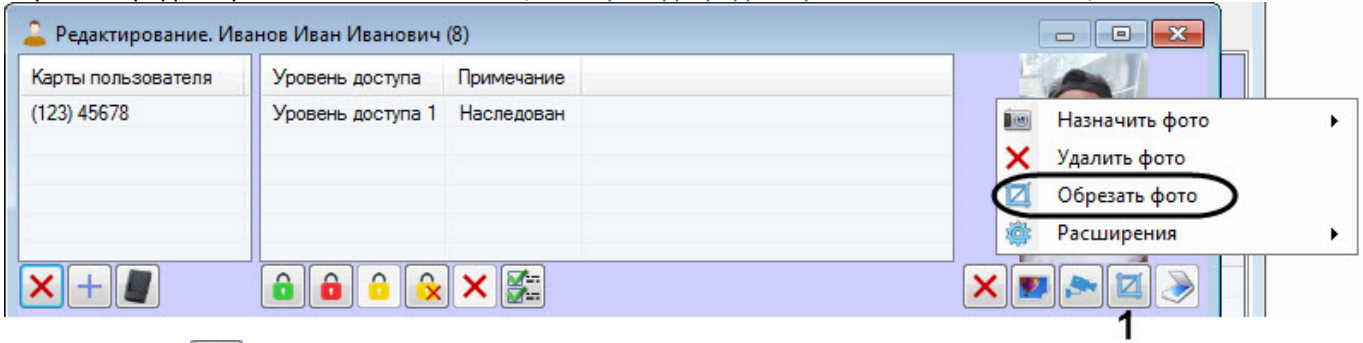 Редактирование. Иванов Иван Иванович (8)
Карты пользователя
Уровень доступа Примечание
(123) 45678
Уровень доступа 1 Наследован
Назначить фото
Удалить фото
Обрезать фото
Расширения
1